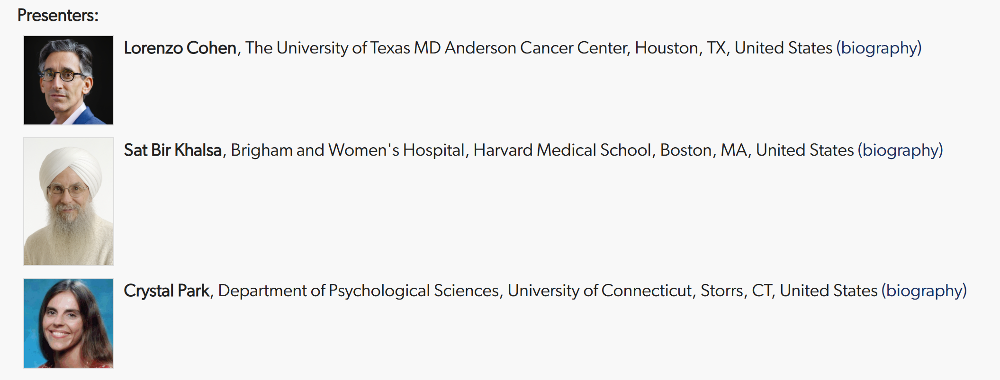 Presenters:
Lorenzo Cohen, The University of Texas MD Anderson Cancer Center, Houston, TX, United States (biography)
Sat Bir Khalsa, Brigham and Women's Hospital, Harvard Medical School, Boston, MA, United States (biography)
Crystal Park, Department of Psychological Sciences, University of Connecticut, Storrs, CT, United States (biography)